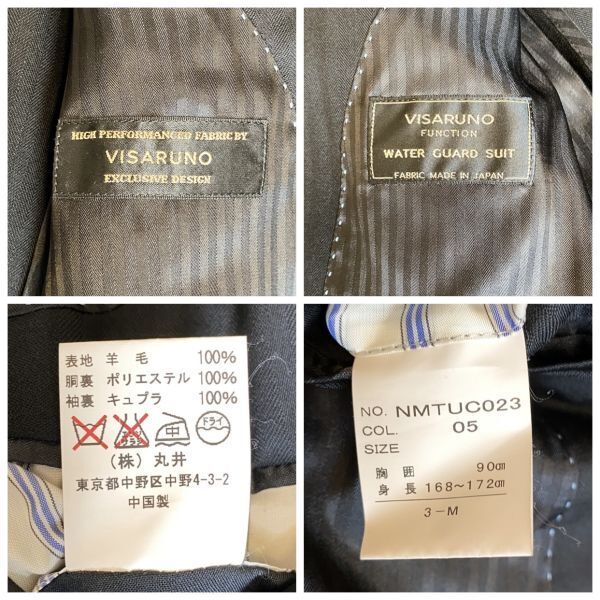 HIGH PERFORMANCED FABRIC BY
VISARUNO
EXCLUSIVE DESIGN
VISARUNO
FUNCTION
WATER GUARD SUIT
FABRIC MADE IN JAPAN
表地 羊毛 100%
胴裏 ポリエステル 100%
袖裏 キュプラ 100%
中
ドライ
(株) 丸井
東京都中野区中野4-3-2
中国製
NO. NMTUC023
COL. 05
SIZE
胸囲 90㎝
身長 168~172㎝
3-M